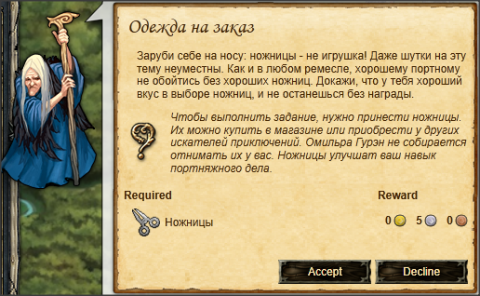 Одежда на заказ
Заруби себе на носу: ножницы - не игрушка! Даже шутки на эту
тему неуместны. Как и в любом ремесле, хорошему портному
не обойтись без хороших ножниц. Докажи, что у тебя хороший
вкус в выборе ножниц, и не останешься без награды.
Чтобы выполнить задание, нужно принести ножницы.
Их можно купить в магазине или приобрести у других
искателей приключений. Омильра Гурэн не собирается
отнимать их у вас. Ножницы улучшат ваш навык
портняжного дела.
Required Reward
Ножницы 0 5 0
Accept Decline